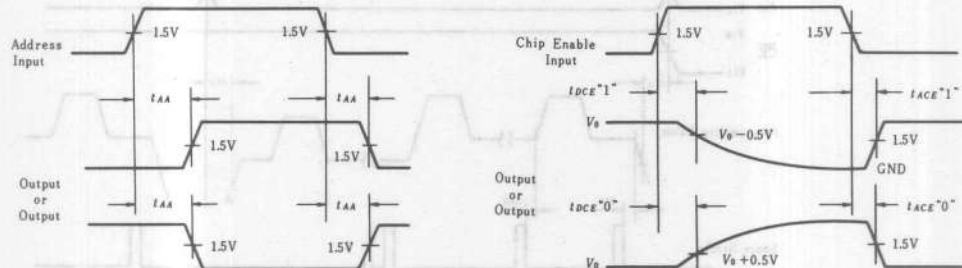 Address
Input
1.5V
1.5V
tAA
tAA
1.5V
1.5V
Output
or
Output
tAA
tAA
1.5V
1.5V
Chip Enable
Input
1.5V
1.5V
tDCE"1"
tACE"1"
V0
V0-0.5V
1.5V
GND
Output
or
Output
tDCE"0"
tACE"0"
1.5V
V0
V0+0.5V